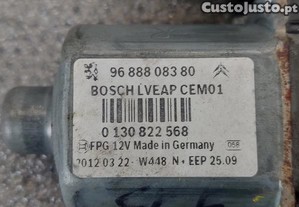 CustoJusto
96 888 083 80
BOSCH LVEAP CEM01
0 130 822 568
FPG 12V Made in Germany
2012 03 22 - W448 N • EEP 25.09